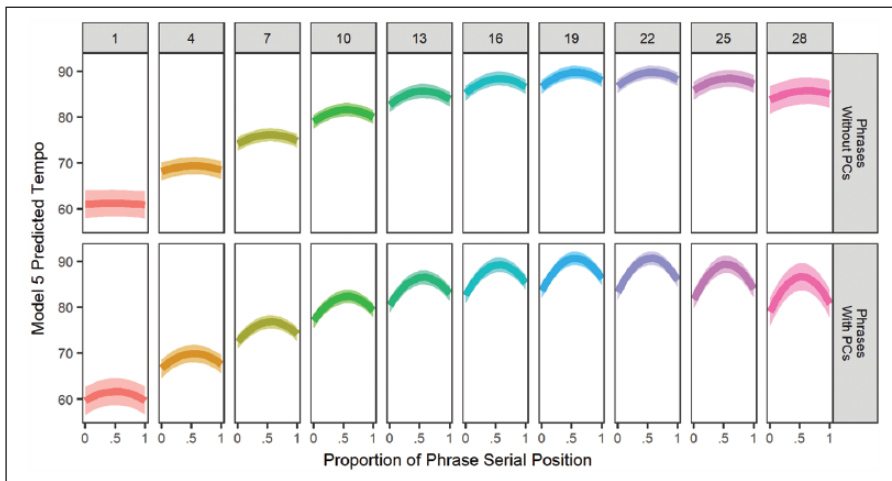 1 4 7 10 13 16 19 22 25 28
Model 5 Predicted Tempo
90
80
70
60
Phrases
Without PCs
90
80
70
60
Phrases
With PCs
0 .5 1 0 .5 1 0 .5 1 0 .5 1 0 .5 1 0 .5 1 0 .5 1 0 .5 1 0 .5 1 0 .5 1
Proportion of Phrase Serial Position